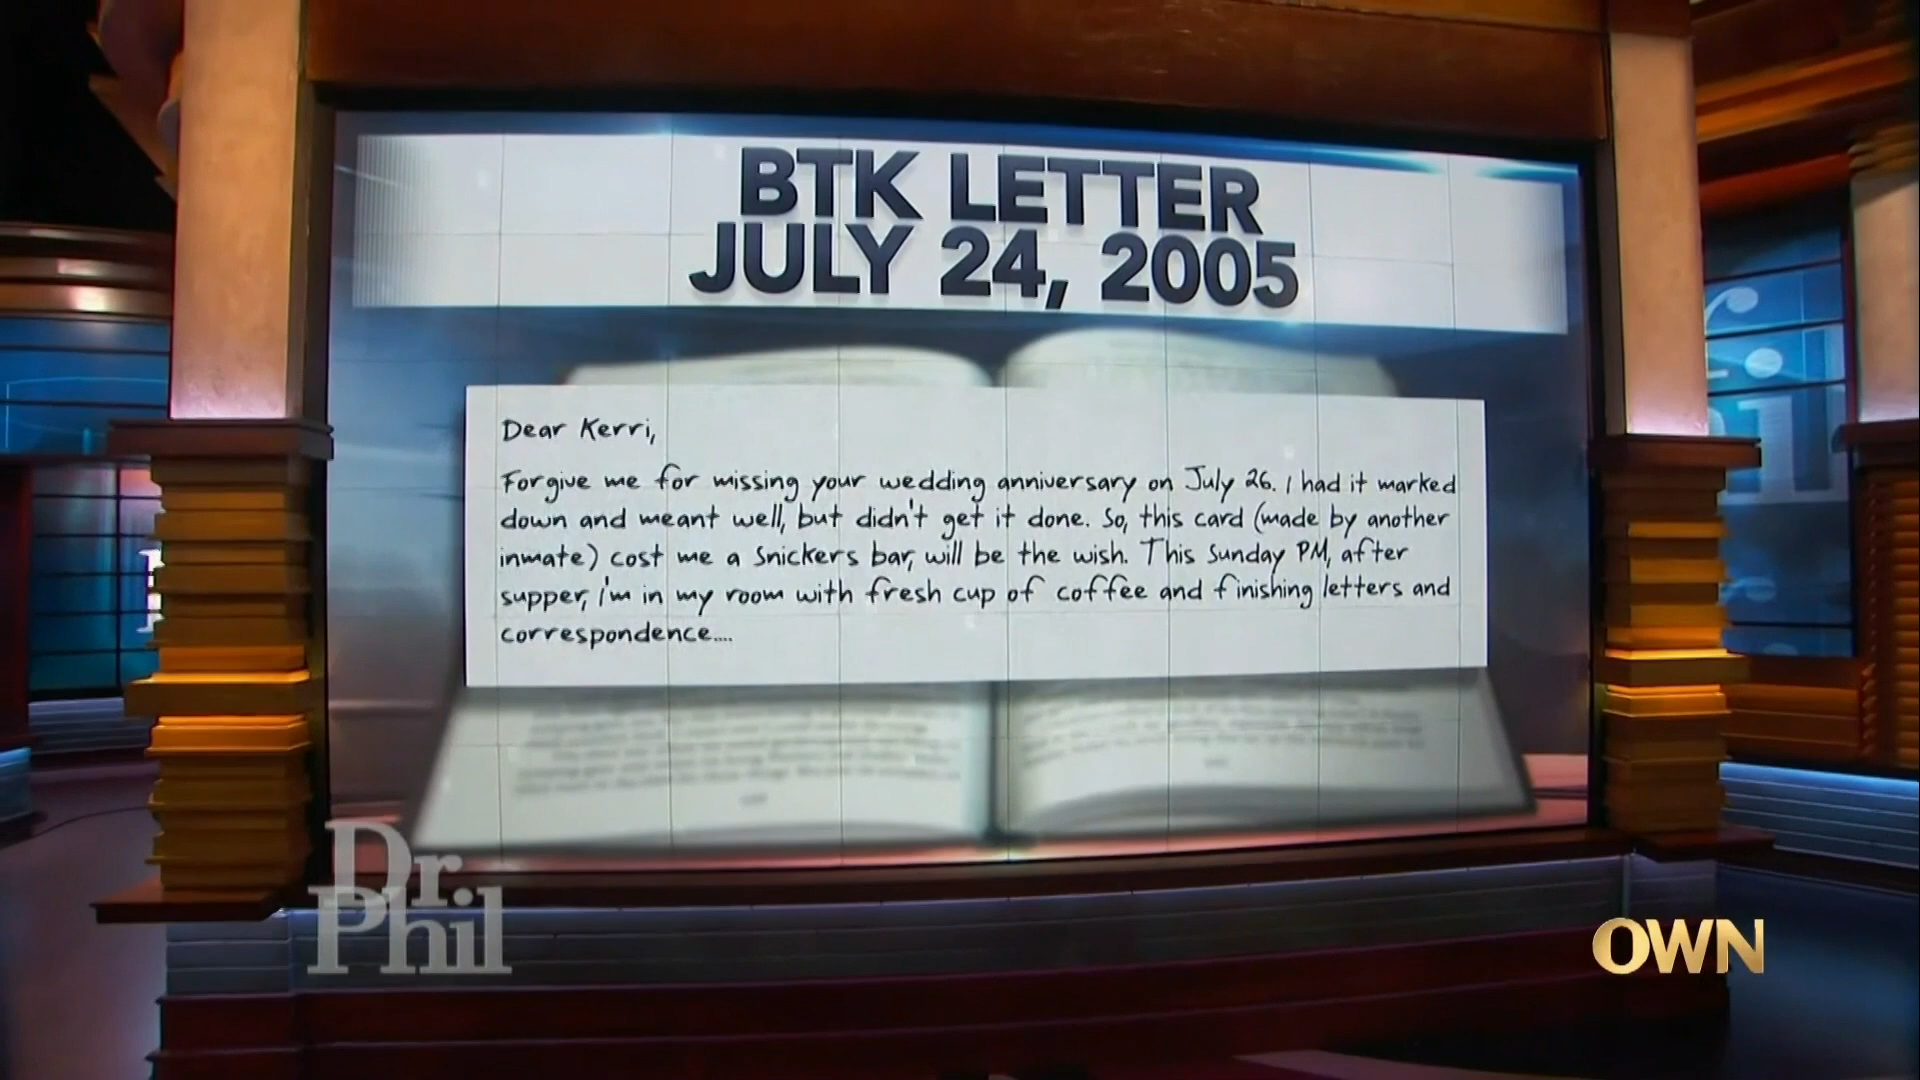 BTK LETTER
JULY 24, 2005
Dear Kerri,
Forgive me for missing your wedding anniversary on July 26. I had it marked
down and meant well, but didn't get it done. So, this card (made by another
inmate) cost me a Snickers bar, will be the wish. This Sunday PM, after
supper, i'm in my room with fresh cup of coffee and finishing letters and
correspondence....
Dr.
Phil
OWN